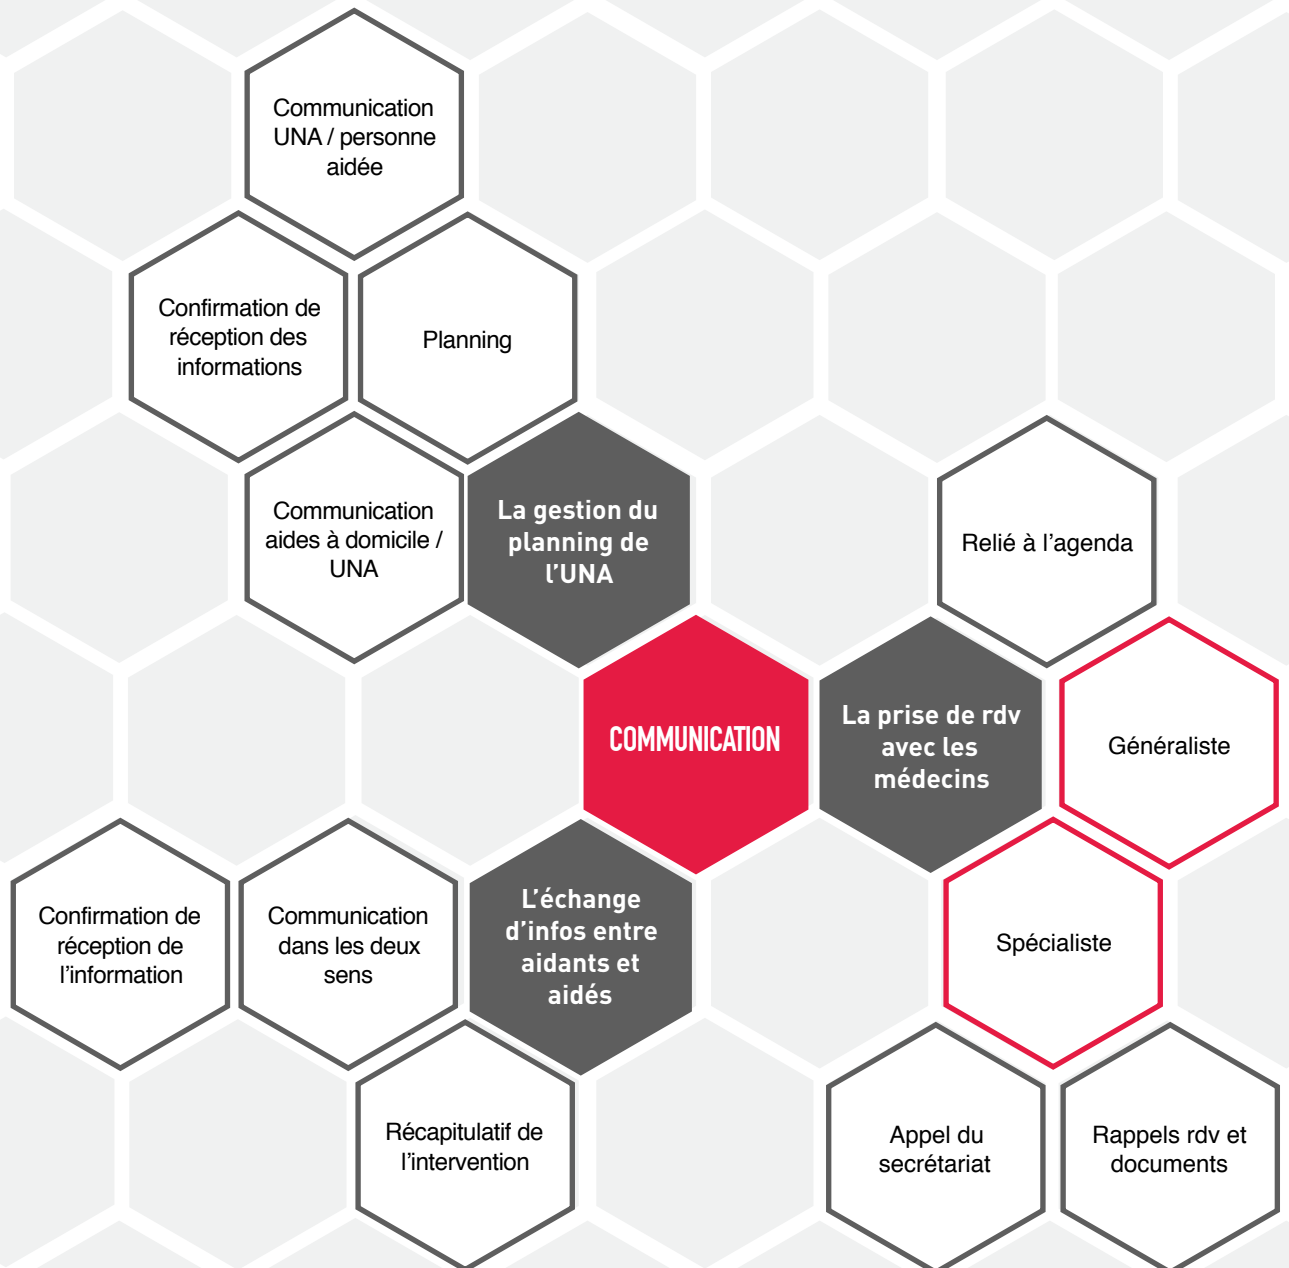 Communication
UNA / personne
aidée
Confirmation de
réception des
informations
Planning
Communication
aides à domicile /
UNA
La gestion du
planning de
l’UNA
Relié à l’agenda
COMMUNICATION
La prise de rdv
avec les
médecins
Généraliste
Confirmation de
réception de
l’information
Communication
dans les deux
sens
L’échange
d’infos entre
aidants et
aidés
Spécialiste
Récapitulatif de
l’intervention
Appel du
secrétariat
Rappels rdv et
documents